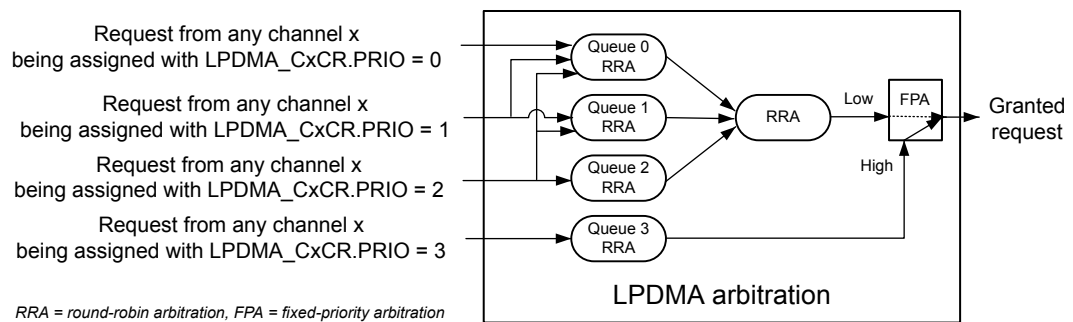 Request from any channel x
being assigned with LPDMA_CxCR.PRIO = 0
Request from any channel x
being assigned with LPDMA_CxCR.PRIO = 1
Request from any channel x
being assigned with LPDMA_CxCR.PRIO = 2
Request from any channel x
being assigned with LPDMA_CxCR.PRIO = 3
Queue 0
RRA
Queue 1
RRA
Queue 2
RRA
Queue 3
RRA
RRA
Low
High
FPA
Granted
request
LPDMA arbitration
RRA = round-robin arbitration, FPA = fixed-priority arbitration